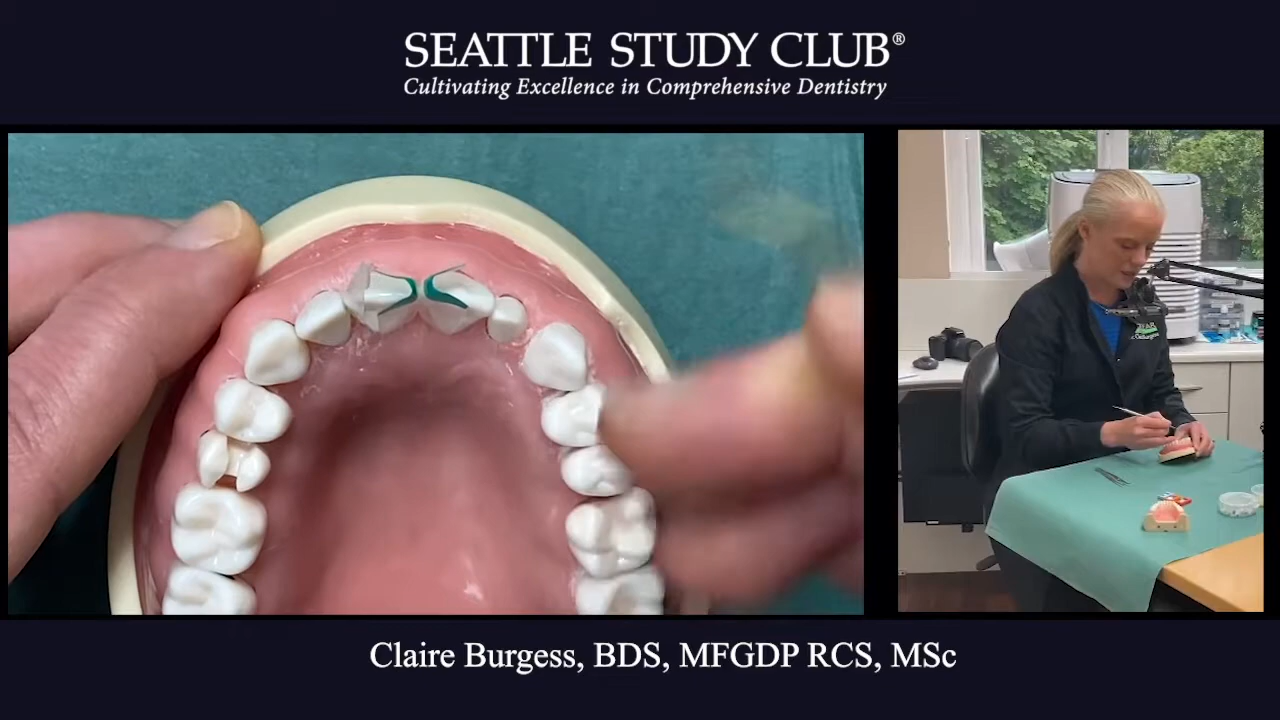 SEATTLE STUDY CLUB®
Cultivating Excellence in Comprehensive Dentistry
Claire Burgess, BDS, MFGDP RCS, MSc